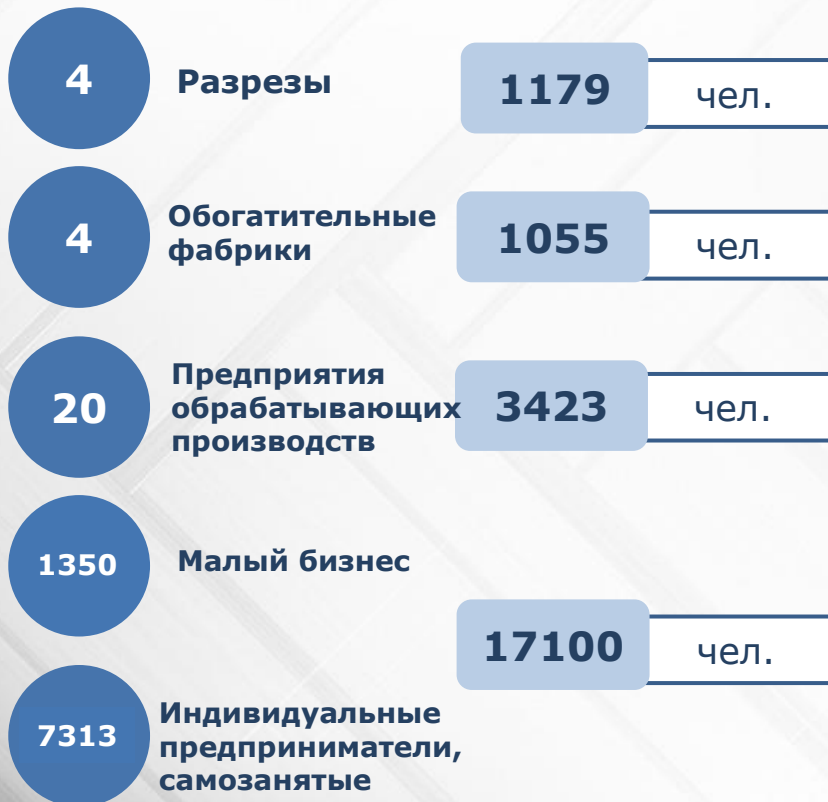 4
Разрезы
1179
чел.
4
Обогатительные
фабрики
1055
чел.
20
Предприятия
обрабатывающих
производств
3423
чел.
1350
Малый бизнес
17100
чел.
7313
Индивидуальные
предприниматели,
самозанятые